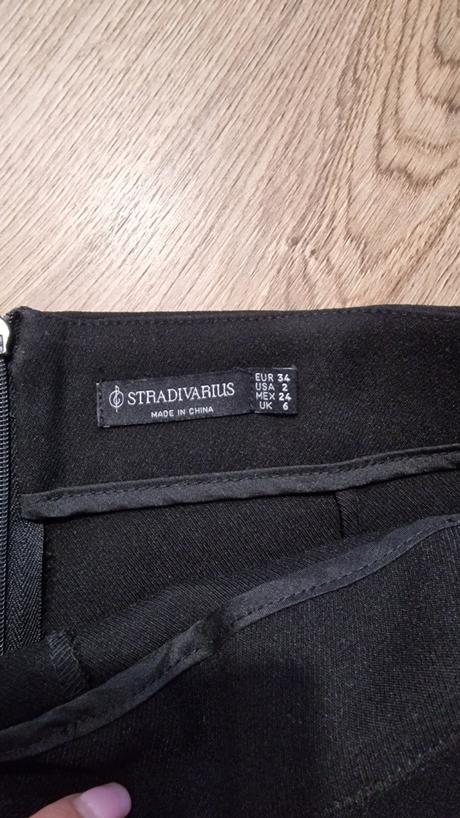 STRADIVARIUS
MADE IN CHINA
EUR 34
USA 2
MEX 24
UK 6